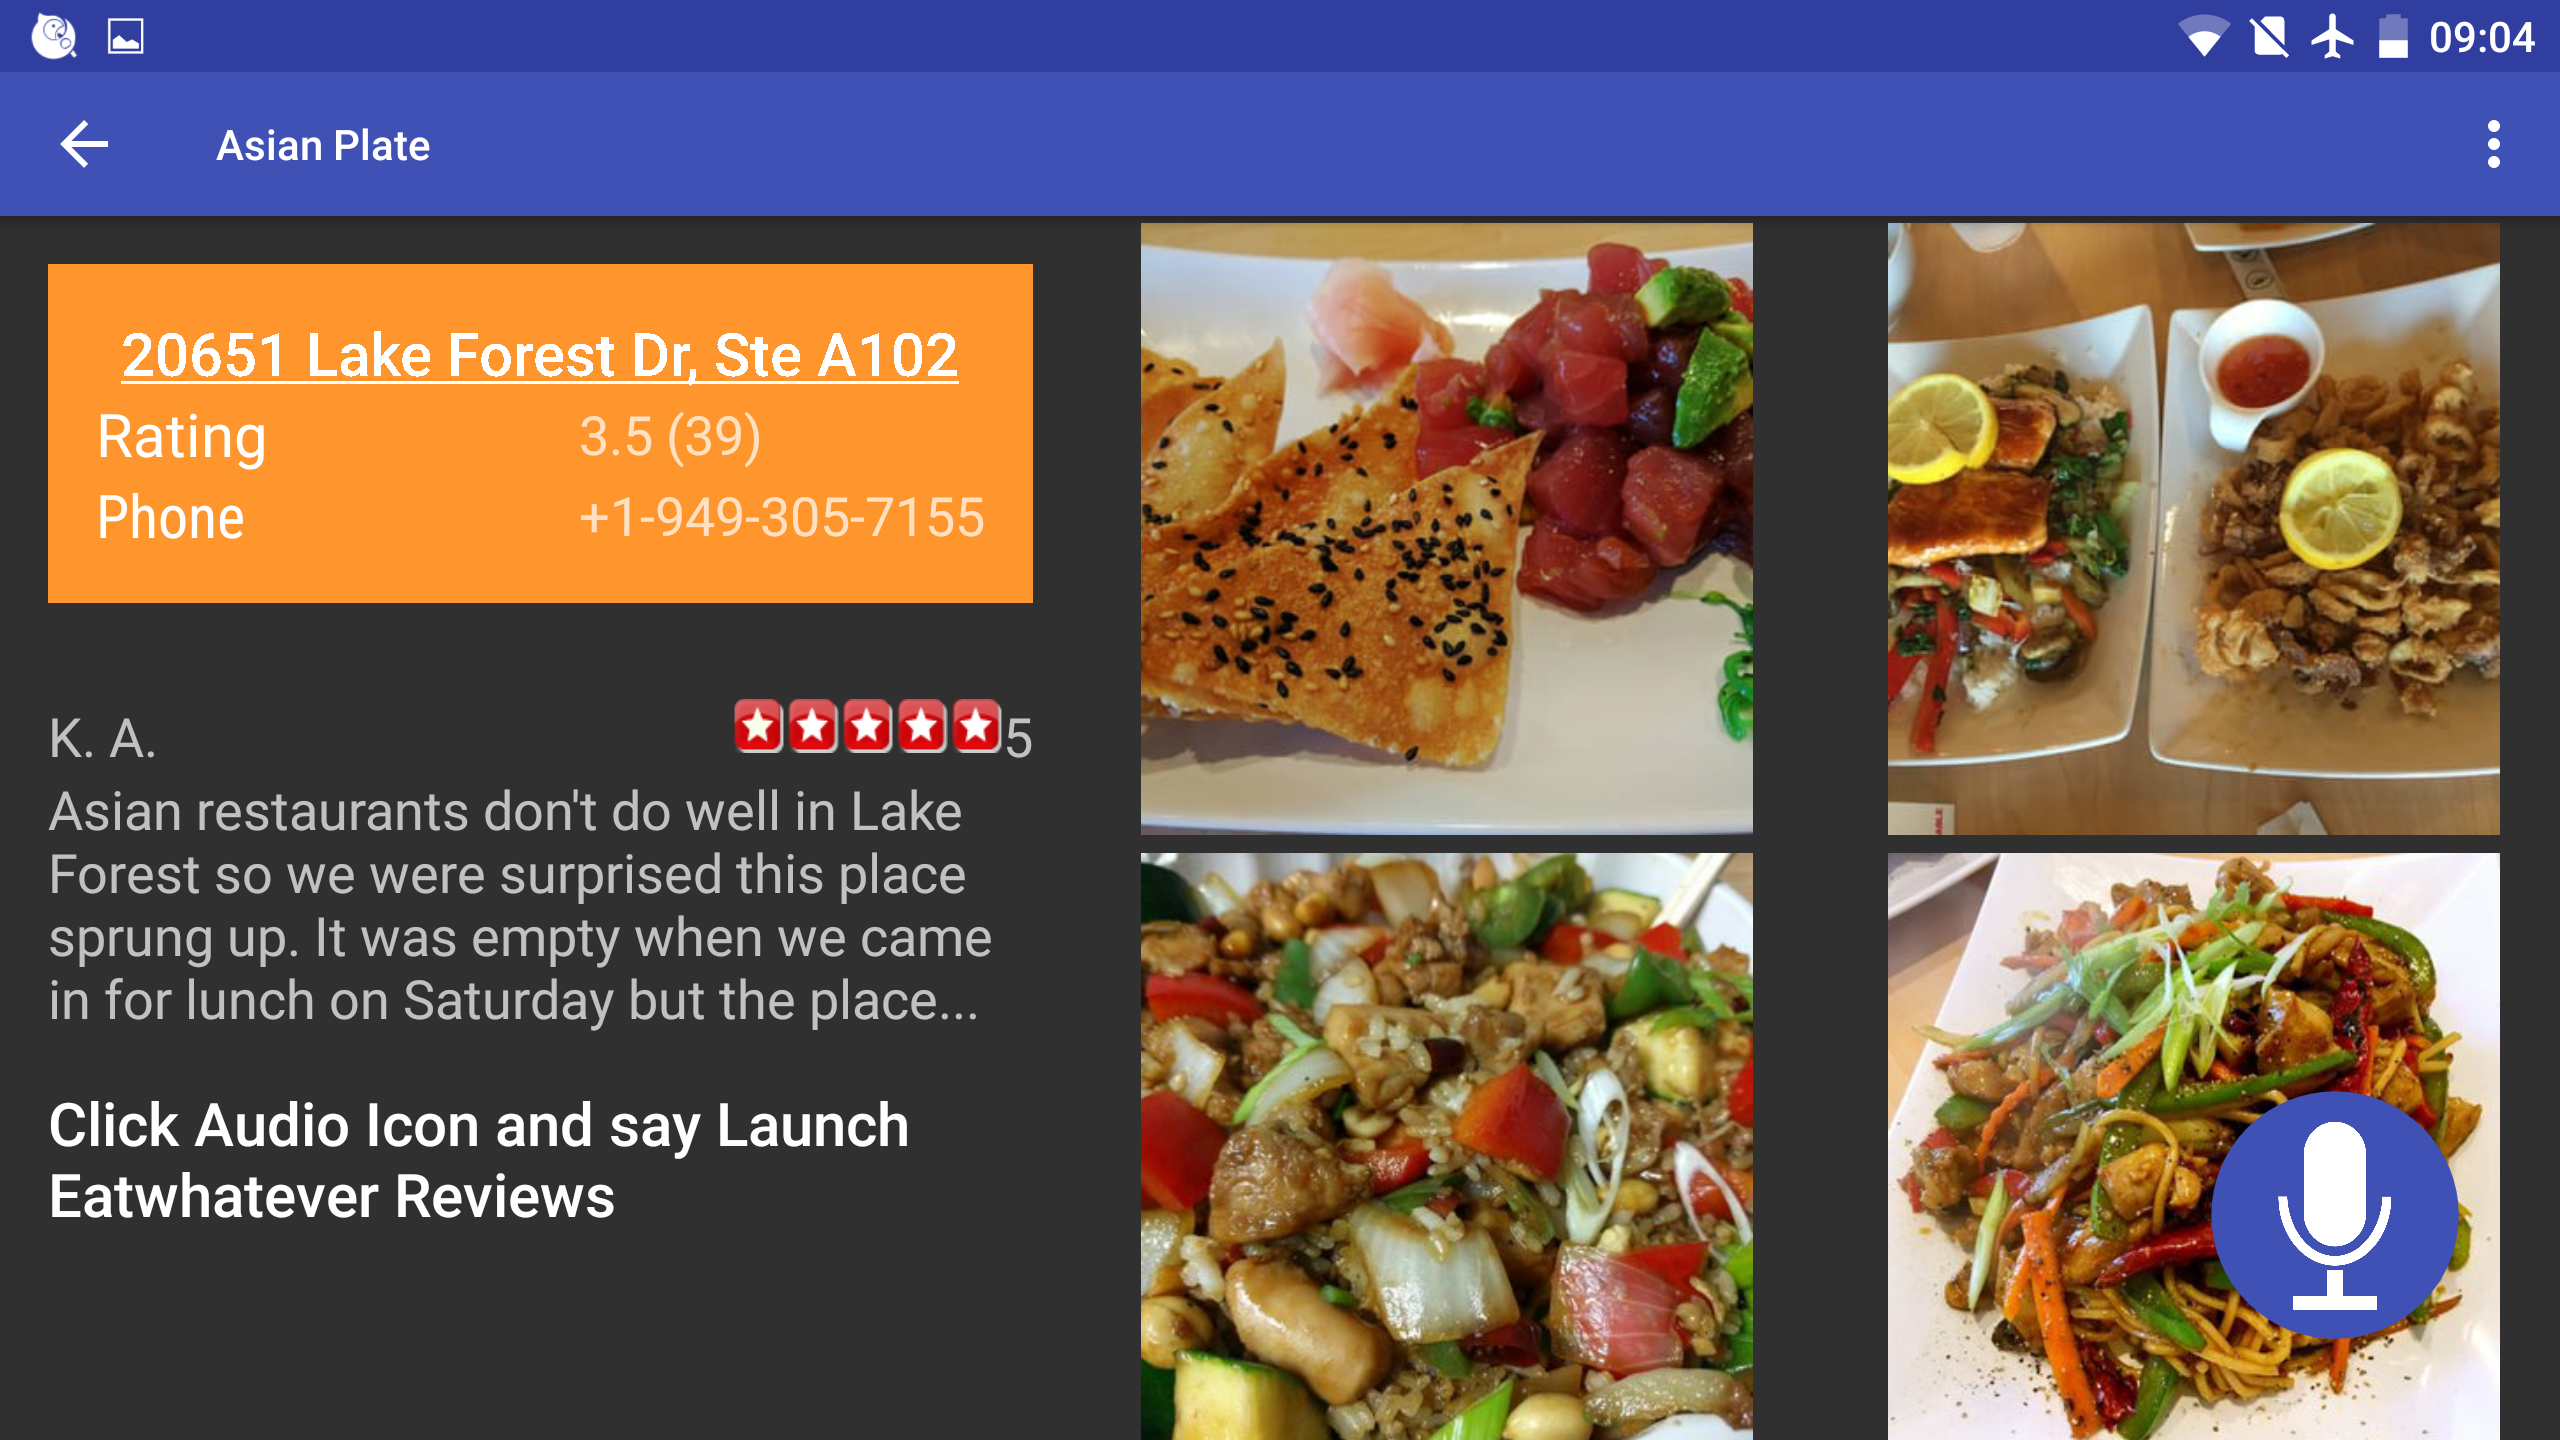 09:04
Asian Plate
20651 Lake Forest Dr, Ste A102
Rating 3.5 (39)
Phone +1-949-305-7155
K. A. 5
Asian restaurants don't do well in Lake
Forest so we were surprised this place
sprung up. It was empty when we came
in for lunch on Saturday but the place...
Click Audio Icon and say Launch
Eatwhatever Reviews